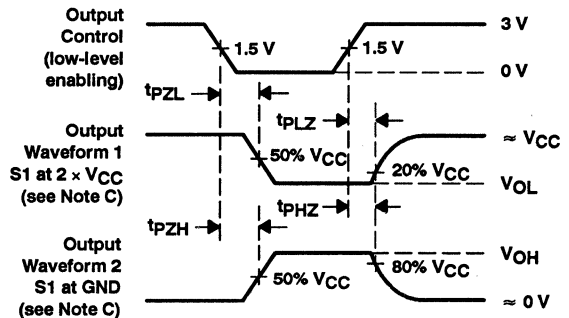 Output
Control
(low-level
enabling)
1.5 V
1.5 V
3 V
0 V
tPZL
tPLZ
Output
Waveform 1
S1 at 2 × VCC
(see Note C)
50% VCC
20% VCC
≈ VCC
VOL
tPZH
tPHZ
Output
Waveform 2
S1 at GND
(see Note C)
50% VCC
80% VCC
VOH
≈ 0 V